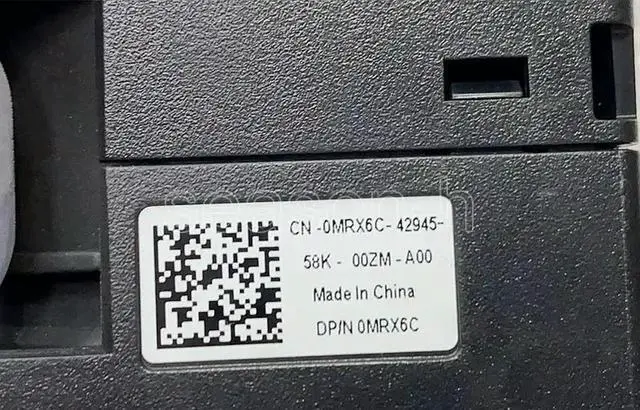 CN -0MRX6C- 42945-
58K - 00ZM - A00
Made In China
DP/N 0MRX6C